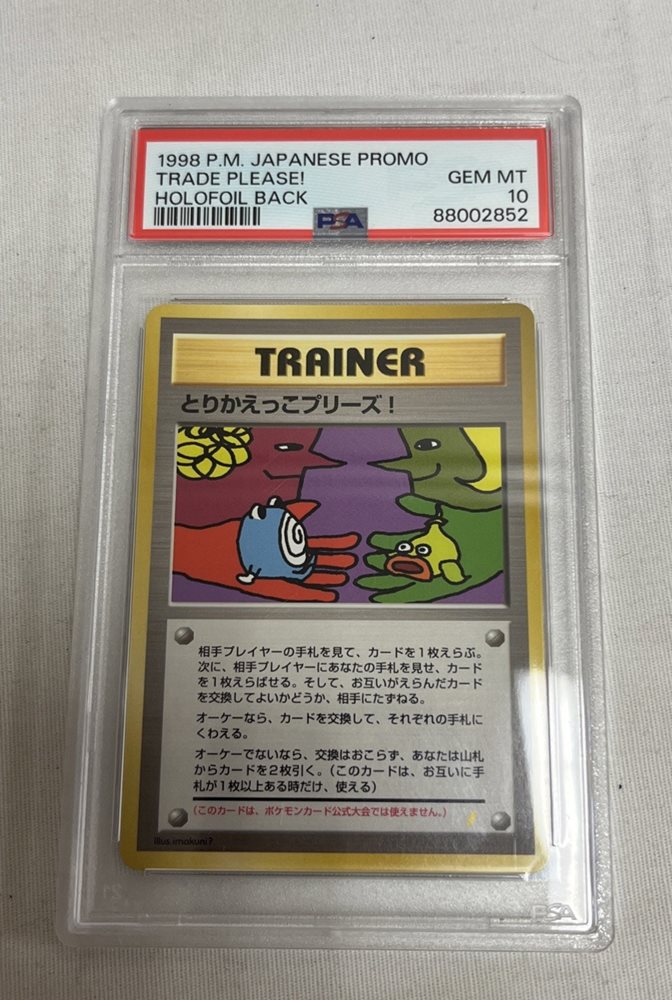 1998 P.M. JAPANESE PROMO
TRADE PLEASE! GEM MT
HOLOFOIL BACK 10
PSA 88002852
TRAINER
とりかえっこプリーズ！
相手プレイヤーの手札を見て、カードを1枚えらぶ。
次に、相手プレイヤーにあなたの手札を見せ、カード
を1枚えらばせる。そして、お互いがえらんだカード
を交換してよいかどうか、相手にたずねる。
オーケーなら、カードを交換して、それぞれの手札に
くわえる。
オーケーでないなら、交換はおこらず、あなたは山札
からカードを2枚引く。（このカードは、お互いに手
札が1枚以上ある時だけ、使える）
（このカードは、ポケモンカード公式大会では使えません。）
illus.imakuni?
PSA